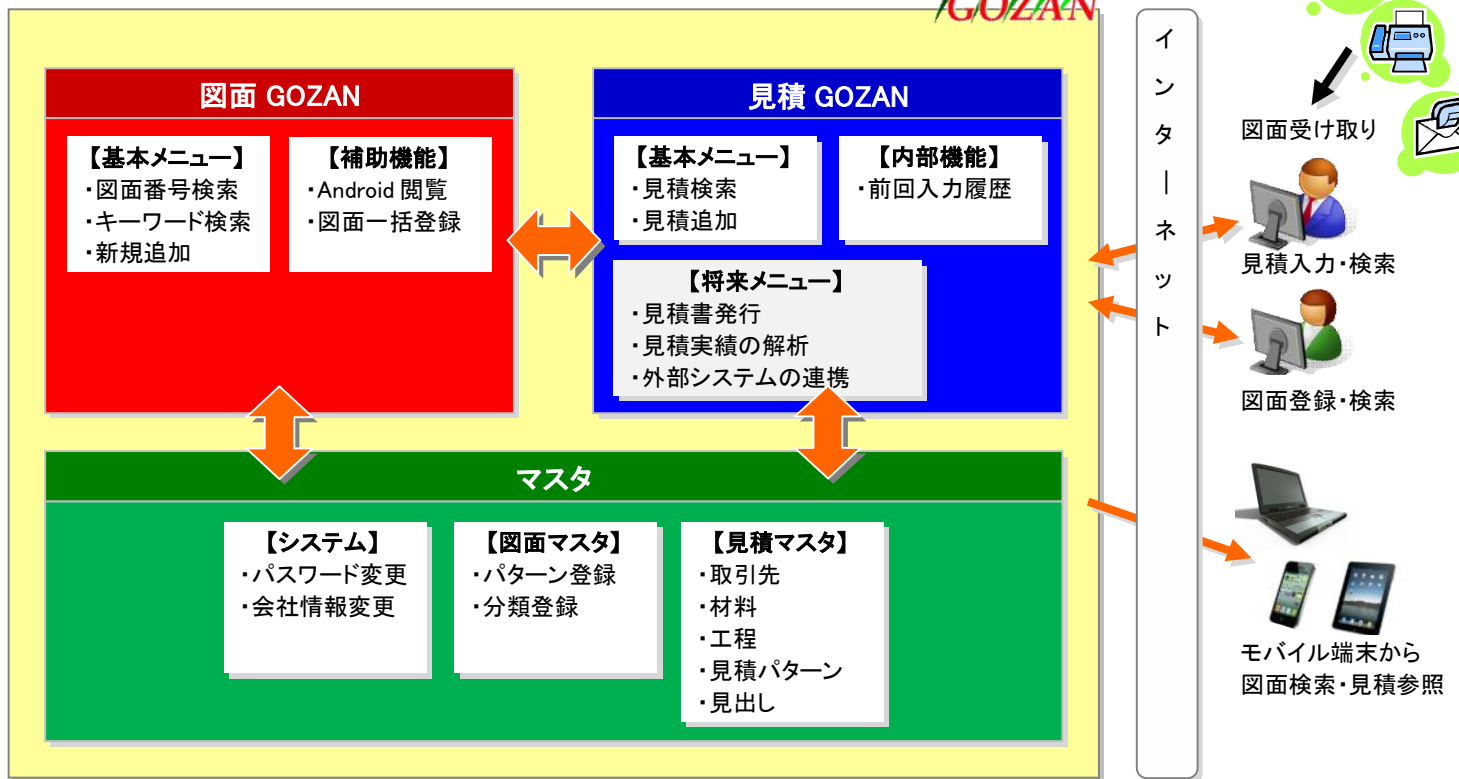 GOZAN
図面 GOZAN
【基本メニュー】
・図面番号検索
・キーワード検索
・新規追加
【補助機能】
・Android 閲覧
・図面一括登録
見積 GOZAN
【基本メニュー】
・見積検索
・見積追加
【内部機能】
・前回入力履歴
【将来メニュー】
・見積書発行
・見積実績の解析
・外部システムの連携
マスタ
【システム】
・パスワード変更
・会社情報変更
【図面マスタ】
・パターン登録
・分類登録
【見積マスタ】
・取引先
・材料
・工程
・見積パターン
・見出し
インターネット
図面受け取り
見積入力・検索
図面登録・検索
モバイル端末から
図面検索・見積参照